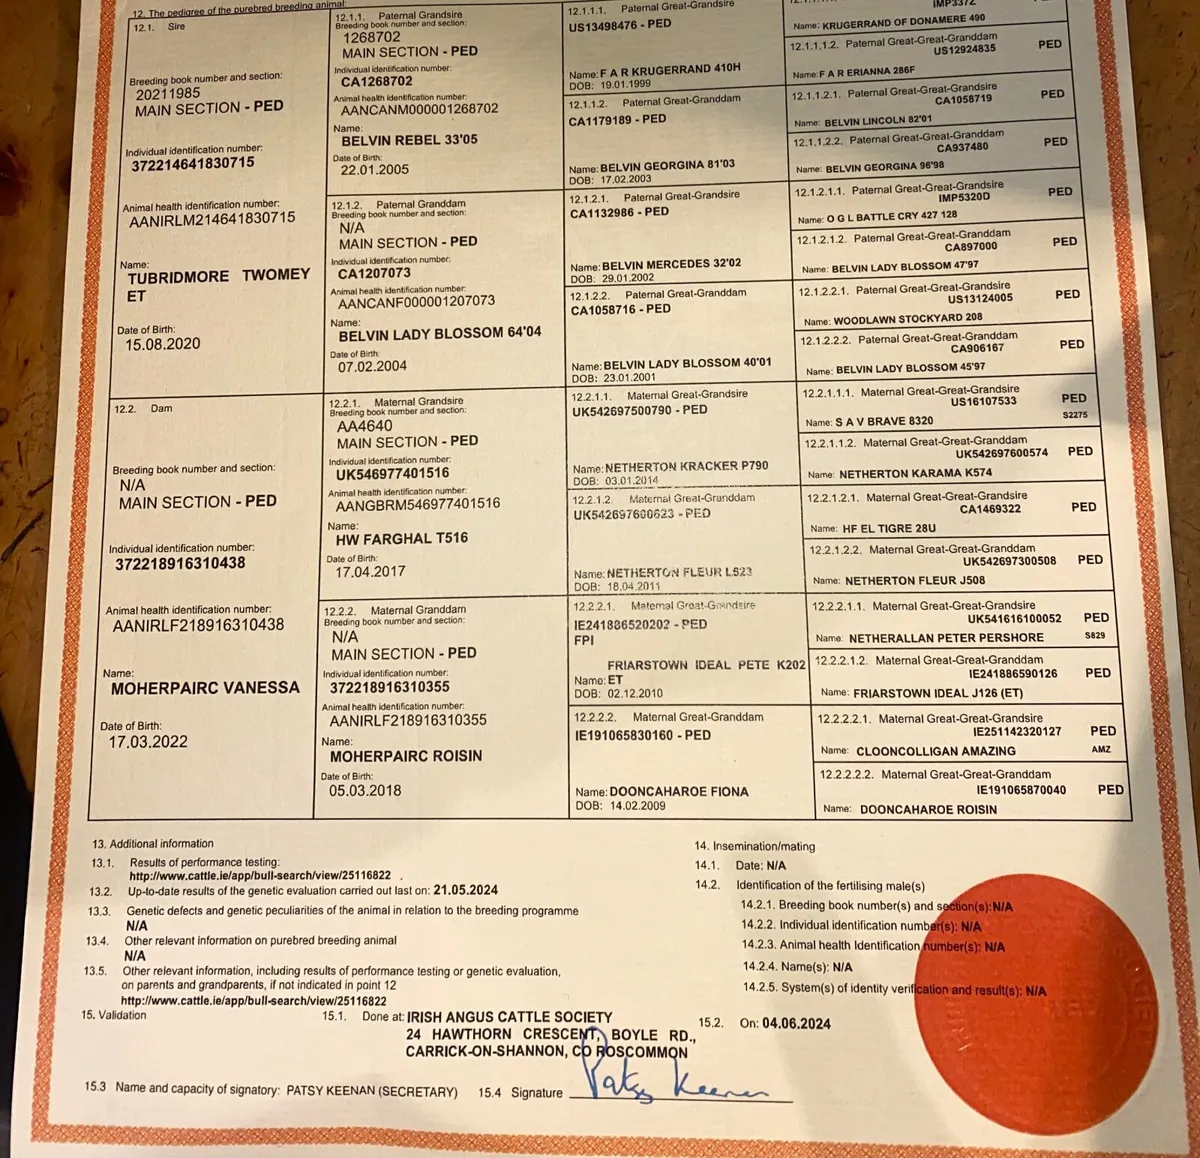 12. The pedigree of the purebred breeding animal:
12.1. Sire
Breeding book number and section:
20211985
MAIN SECTION - PED
Individual identification number:
372214641830715
Animal health identification number:
AANIRLM214641830715
Name:
TUBRIDMORE TWOMEY
ET
Date of Birth:
15.08.2020
12.1.1. Paternal Grandsire
Breeding book number and section:
1268702
MAIN SECTION - PED
Individual identification number:
CA1268702
Animal health identification number:
AANCANM000001268702
Name:
BELVIN REBEL 33'05
Date of Birth:
22.01.2005
12.1.2. Paternal Granddam
Breeding book number and section:
N/A
MAIN SECTION - PED
Individual identification number:
CA1207073
Animal health identification number:
AANCANF000001207073
Name:
BELVIN LADY BLOSSOM 64'04
Date of Birth:
07.02.2004
12.1.1.1. Paternal Great-Grandsire
US13498476 - PED
Name: F A R KRUGERRAND 410H
DOB: 19.01.1999
12.1.1.2. Paternal Great-Granddam
CA1179189 - PED
Name: BELVIN GEORGINA 81'03
DOB: 17.02.2003
12.1.2.1. Paternal Great-Grandsire
CA1132986 - PED
Name: BELVIN MERCEDES 32'02
DOB: 29.01.2002
12.1.2.2. Paternal Great-Granddam
CA1058716 - PED
Name: BELVIN LADY BLOSSOM 40'01
DOB: 23.01.2001
IMP3372 PED
Name: KRUGERRAND OF DONAMERE 490
12.1.1.1.2. Paternal Great-Great-Granddam
US12924835 PED
Name: F A R ERIANNA 286F
12.1.1.2.1. Paternal Great-Great-Grandsire
CA1058719 PED
Name: BELVIN LINCOLN 82'01
12.1.1.2.2. Paternal Great-Great-Granddam
CA937480 PED
Name: BELVIN GEORGINA 96'98
12.1.2.1.1. Paternal Great-Great-Grandsire
IMP5320D PED
Name: O G L BATTLE CRY 427 128
12.1.2.1.2. Paternal Great-Great-Granddam
CA897000 PED
Name: BELVIN LADY BLOSSOM 47'97
12.1.2.2.1. Paternal Great-Great-Grandsire
US13124005 PED
Name: WOODLAWN STOCKYARD 208
12.1.2.2.2. Paternal Great-Great-Granddam
CA906167 PED
Name: BELVIN LADY BLOSSOM 45'97
12.2. Dam
Breeding book number and section:
N/A
MAIN SECTION - PED
Individual identification number:
372218916310438
Animal health identification number:
AANIRLF218916310438
Name:
MOHERPAIRC VANESSA
Date of Birth:
17.03.2022
12.2.1. Maternal Grandsire
Breeding book number and section:
AA4640
MAIN SECTION - PED
Individual identification number:
UK546977401516
Animal health identification number:
AANGBRM546977401516
Name:
HW FARGHAL T516
Date of Birth:
17.04.2017
12.2.2. Maternal Granddam
Breeding book number and section:
N/A
MAIN SECTION - PED
Individual identification number:
372218916310355
Animal health identification number:
AANIRLF218916310355
Name:
MOHERPAIRC ROISIN
Date of Birth:
05.03.2018
12.2.1.1. Maternal Great-Grandsire
UK542697500790 - PED
Name: NETHERTON KRACKER P790
DOB: 03.01.2014
12.2.1.2. Maternal Great-Granddam
UK542697600623 - PED
Name: NETHERTON FLEUR L623
DOB: 18.04.2011
12.2.2.1. Maternal Great-Grandsire
IE241886520202 - PED
FPI
FRIARSTOWN IDEAL PETE K202
Name: ET
DOB: 02.12.2010
12.2.2.2. Maternal Great-Granddam
IE191065830160 - PED
Name: DOONCAHAROE FIONA
DOB: 14.02.2009
12.2.1.1.1. Maternal Great-Great-Grandsire
US16107533 PED
S2275
Name: S A V BRAVE 8320
12.2.1.1.2. Maternal Great-Great-Granddam
UK542697600574 PED
Name: NETHERTON KARAMA K574
12.2.1.2.1. Maternal Great-Great-Grandsire
CA1469322 PED
Name: HF EL TIGRE 28U
12.2.1.2.2. Maternal Great-Great-Granddam
UK542697300508 PED
Name: NETHERTON FLEUR J508
12.2.2.1.1. Maternal Great-Great-Grandsire
UK541616100052 PED
Name: NETHERALLAN PETER PERSHORE S829
12.2.2.1.2. Maternal Great-Great-Granddam
IE241886590126 PED
Name: FRIARSTOWN IDEAL J126 (ET)
12.2.2.2.1. Maternal Great-Great-Grandsire
IE251142320127 PED
Name: CLOONCOLLIGAN AMAZING AMZ
12.2.2.2.2. Maternal Great-Great-Granddam
IE191065870040 PED
Name: DOONCAHAROE ROISIN
13. Additional information
13.1. Results of performance testing:
http://www.cattle.ie/app/bull-search/view/25116822 .
13.2. Up-to-date results of the genetic evaluation carried out last on: 21.05.2024
13.3. Genetic defects and genetic peculiarities of the animal in relation to the breeding programme
N/A
13.4. Other relevant information on purebred breeding animal
N/A
13.5. Other relevant information, including results of performance testing or genetic evaluation,
on parents and grandparents, if not indicated in point 12
http://www.cattle.ie/app/bull-search/view/25116822
14. Insemination/mating
14.1. Date: N/A
14.2. Identification of the fertilising male(s)
14.2.1. Breeding book number(s) and section(s): N/A
14.2.2. Individual identification number(s): N/A
14.2.3. Animal health Identification number(s): N/A
14.2.4. Name(s): N/A
14.2.5. System(s) of identity verification and result(s): N/A
15. Validation
15.1. Done at: IRISH ANGUS CATTLE SOCIETY
24 HAWTHORN CRESCENT, BOYLE RD.,
CARRICK-ON-SHANNON, CO ROSCOMMON
15.2. On: 04.06.2024
15.3 Name and capacity of signatory: PATSY KEENAN (SECRETARY)
15.4 Signature Patsy Keenan